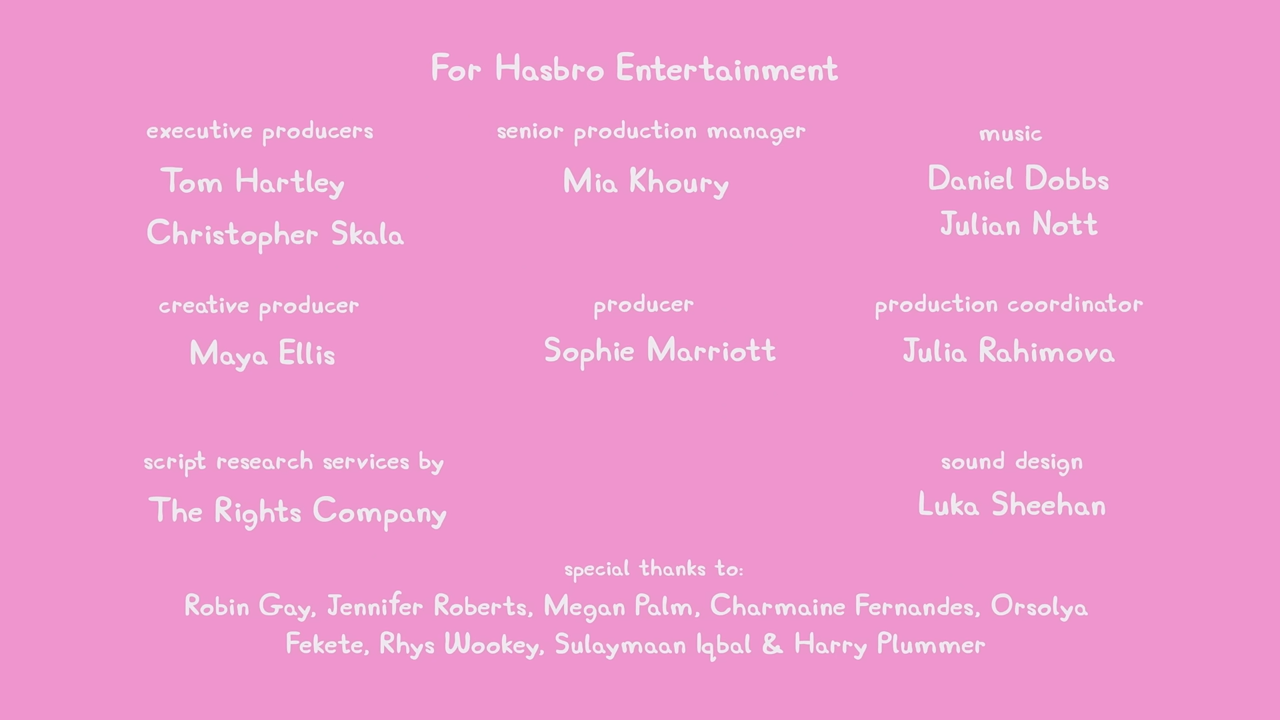 For Hasbro Entertainment
executive producers
Tom Hartley
Christopher Skala
senior production manager
Mia Khoury
music
Daniel Dobbs
Julian Nott
creative producer
Maya Ellis
producer
Sophie Marriott
production coordinator
Julia Rahimova
script research services by
The Rights Company
sound design
Luka Sheehan
special thanks to:
Robin Gay, Jennifer Roberts, Megan Palm, Charmaine Fernandes, Orsolya
Fekete, Rhys Wookey, Sulaymaan Iqbal & Harry Plummer